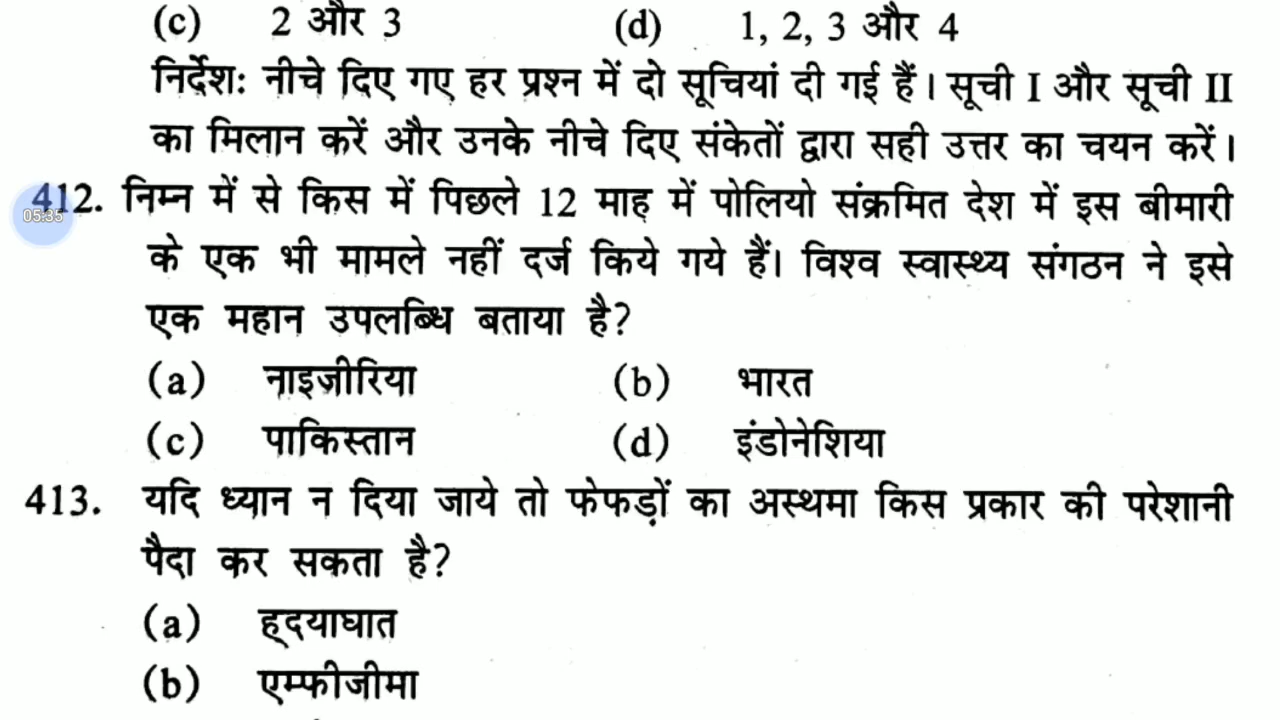 (c) 2 और 3 (d) 1, 2, 3 और 4
निर्देशः नीचे दिए गए हर प्रश्न में दो सूचियां दी गई हैं। सूची I और सूची II
का मिलान करें और उनके नीचे दिए संकेतों द्वारा सही उत्तर का चयन करें।
412. निम्न में से किस में पिछले 12 माह में पोलियो संक्रमित देश में इस बीमारी
05:35
के एक भी मामले नहीं दर्ज किये गये हैं। विश्व स्वास्थ्य संगठन ने इसे
एक महान उपलब्धि बताया है?
(a) नाइजीरिया (b) भारत
(c) पाकिस्तान (d) इंडोनेशिया
413. यदि ध्यान न दिया जाये तो फेफड़ों का अस्थमा किस प्रकार की परेशानी
पैदा कर सकता है?
(a) हृदयाघात
(b) एम्फीजीमा